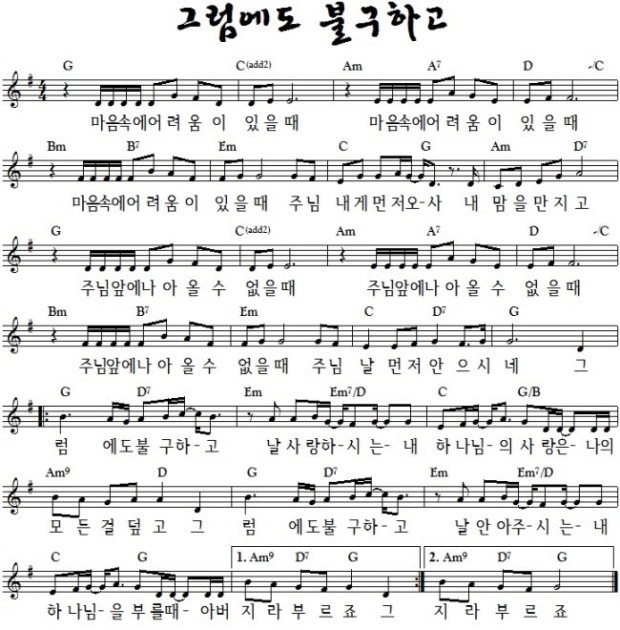 그럼에도 불구하고
G C(add2) Am A7 D /C
마음속에어 려 움 이 있 을 때 마음속에어 려 움 이 있 을 때
Bm B7 Em C G Am D7
마음속에어 려 움 이 있 을 때 주 님 내 게 먼 저 오- 사 내 맘 을 만 지 고
G C(add2) Am A7 D /C
주님앞에나 아 올 수 없 을 때 주님앞에나 아 올 수 없 을 때
Bm B7 Em C D7 G
주님앞에나 아 올 수 없 을 때 주 님 날 먼 저 안 으 시 네 그
G D7 Em Em7/D C G/B
럼 에도불 구하- 고 날 사 랑하- 시 는- 내 하 나님- 의 사 랑은- 나의
Am9 D G D7 Em Em7/D
모 든 걸 덮 고 그 럼 에도불 구하- 고 날 안 아주- 시 는- 내
C G 1. Am9 D7 G 2. Am9 D7 G
하 나님- 을 부 를때- 아버 지 라 부 르 죠 그 지 라 부 르 죠